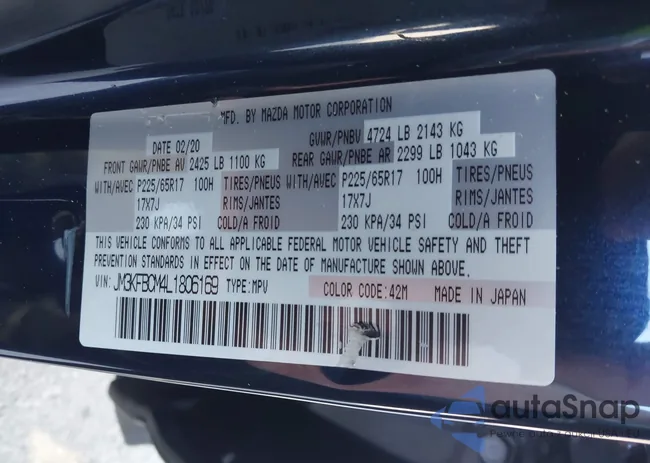 MFD. BY MAZDA MOTOR CORPORATION
DATE 02/20 GVWR/PNBV 4724 LB 2143 KG
FRONT GAWR/PNBE AV 2425 LB 1100 KG REAR GAWR/PNBE AR 2299 LB 1043 KG
WITH/AVEC P225/65R17 100H TIRES/PNEUS WITH/AVEC P225/65R17 100H TIRES/PNEUS
17X7J RIMS/JANTES 17X7J RIMS/JANTES
230 KPA/34 PSI COLD/A FROID 230 KPA/34 PSI COLD/A FROID
THIS VEHICLE CONFORMS TO ALL APPLICABLE FEDERAL MOTOR VEHICLE SAFETY AND THEFT
PREVENTION STANDARDS IN EFFECT ON THE DATE OF MANUFACTURE SHOWN ABOVE.
VIN: JM3KFBCM4L1806169 TYPE:MPV COLOR CODE:42M MADE IN JAPAN
autaSnap